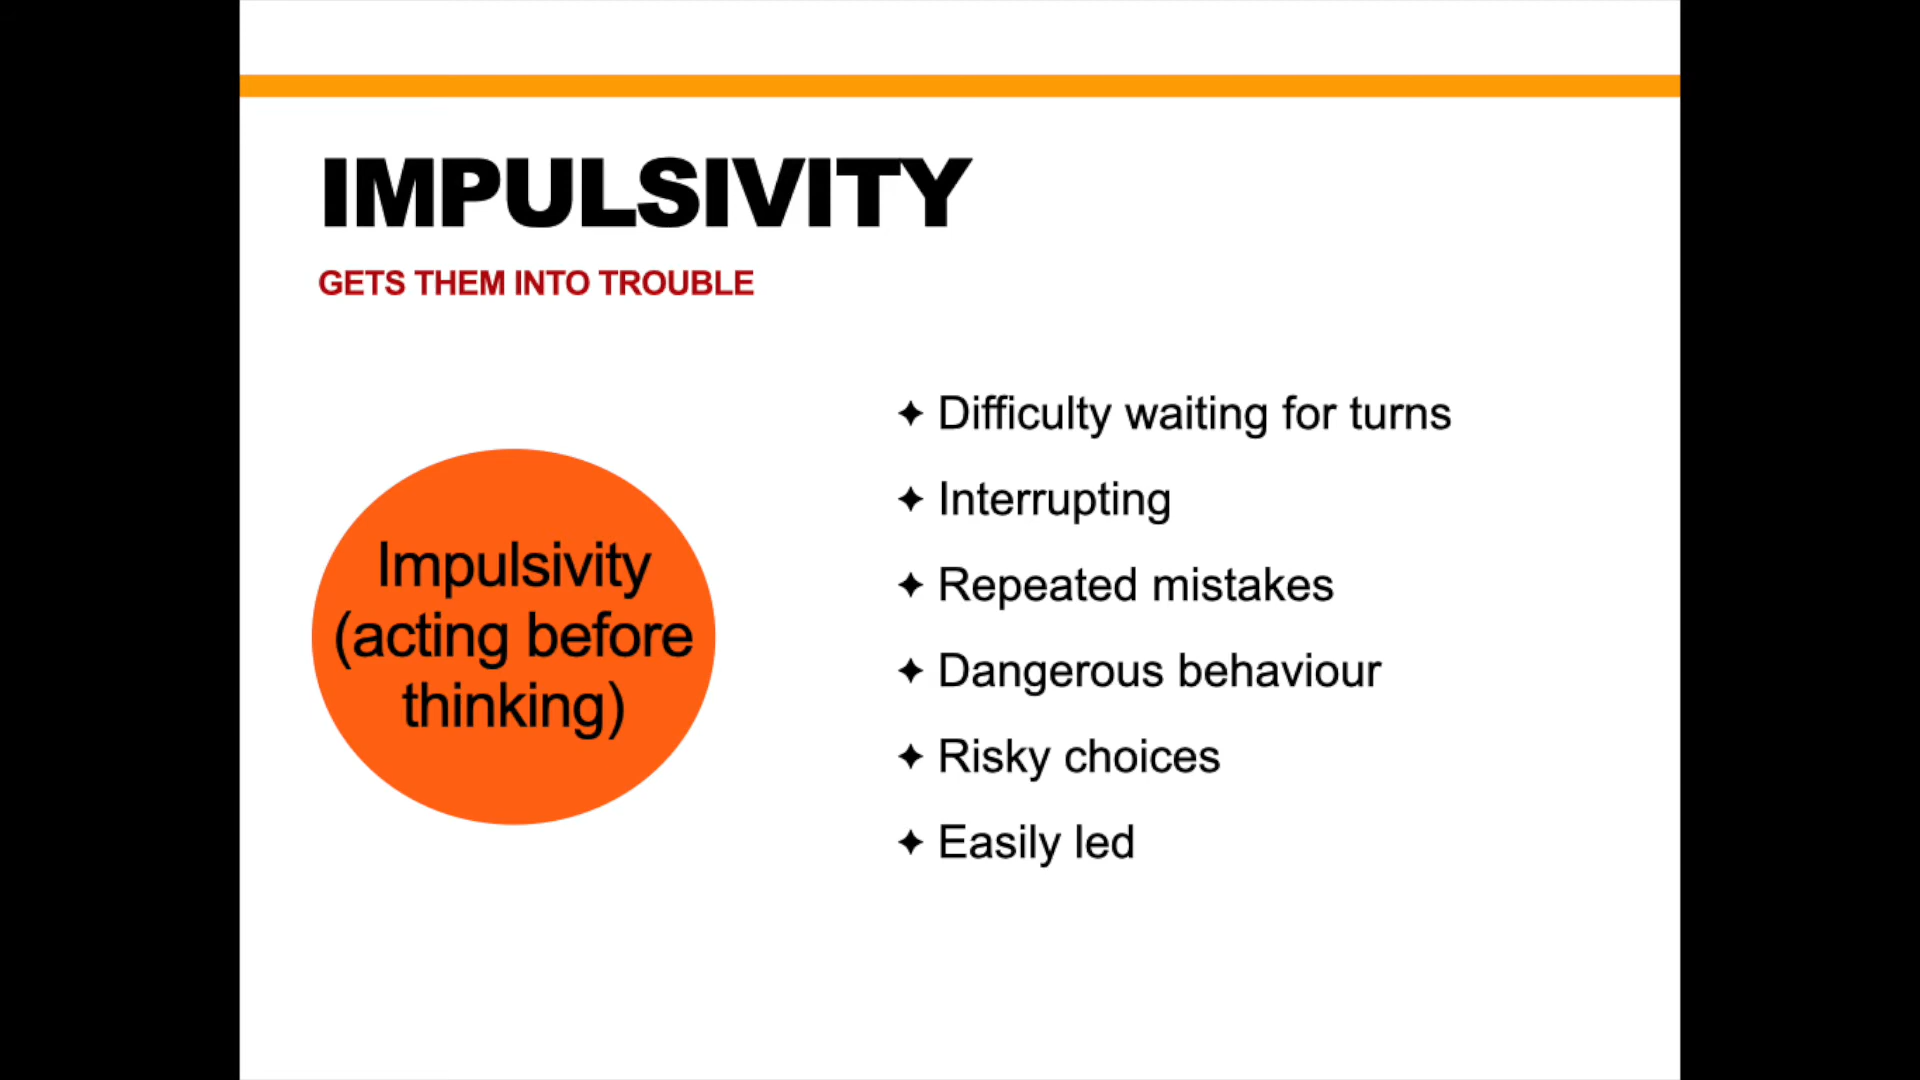 IMPULSIVITY
GETS THEM INTO TROUBLE
Impulsivity
(acting before
thinking)
✦ Difficulty waiting for turns
✦ Interrupting
✦ Repeated mistakes
✦ Dangerous behaviour
✦ Risky choices
✦ Easily led